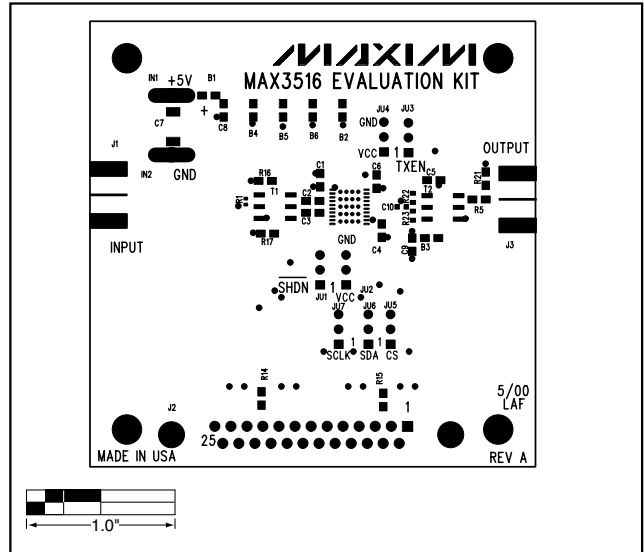 MAXIM
MAX3516 EVALUATION KIT
IN1 +5V B1
C7 + C8 B4 B5 B6 B2
JU4 JU3
GND
VCC 1 TXEN
J1
IN2 GND
OUTPUT
R16 T1 C1 C6 C5 T2 R21
R1 C2 C3 C10 R22 R23 R5
R17 GND C4 C9 B3
INPUT
J3
SHDN
JU1 1 VCC JU2
JU7 JU6 JU5
1 1
SCLK SDA CS
R14 R15
5/00
LAF
J2 1
25
MADE IN USA REV A
1.0"